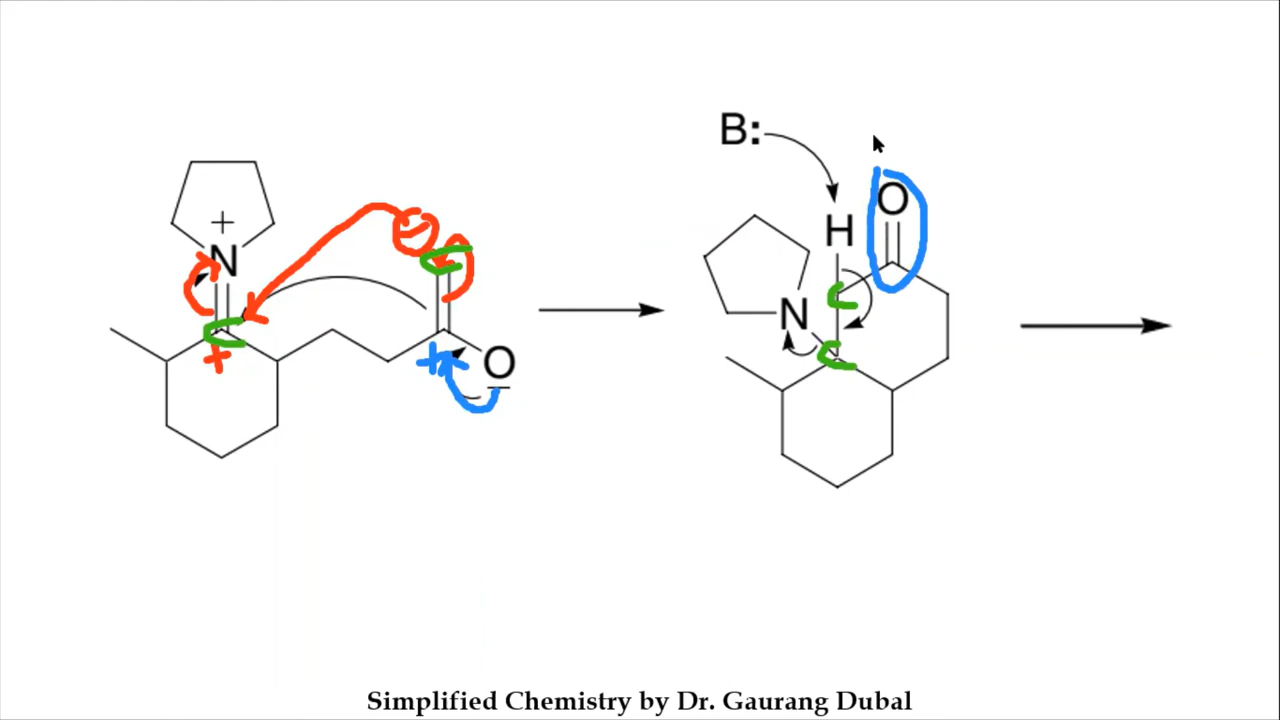 B:
H
O
+
N
N
+
+
O
−
Simplified Chemistry by Dr. Gaurang Dubal